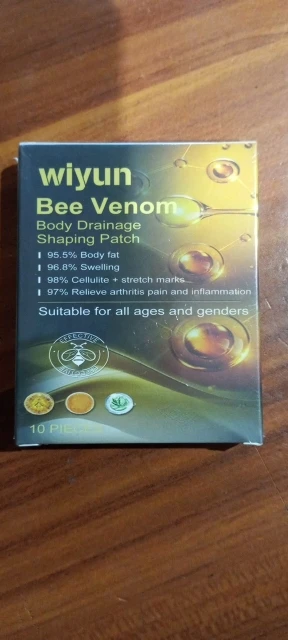 wiyun
Bee Venom
Body Drainage
Shaping Patch
95.5% Body fat
96.8% Swelling
98% Cellulite + stretch marks
97% Relieve arthritis pain and inflammation
Suitable for all ages and genders
EFFECTIVE
10